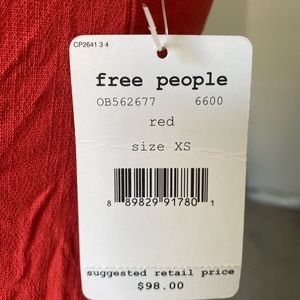 CP2641 3 4
free people
OB562677 6600
red
size XS
8 89829 91780 1
suggested retail price
$98.00